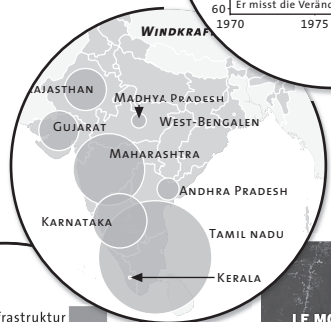 60
Er misst die Veränd
1970
1975
WINDKRAF
RAJASTHAN
MADHYA PRADESH
GUJARAT
WEST-BENGALEN
MAHARASHTRA
ANDHRA PRADESH
KARNATAKA
TAMIL NADU
KERALA
frastruktur
LE MO